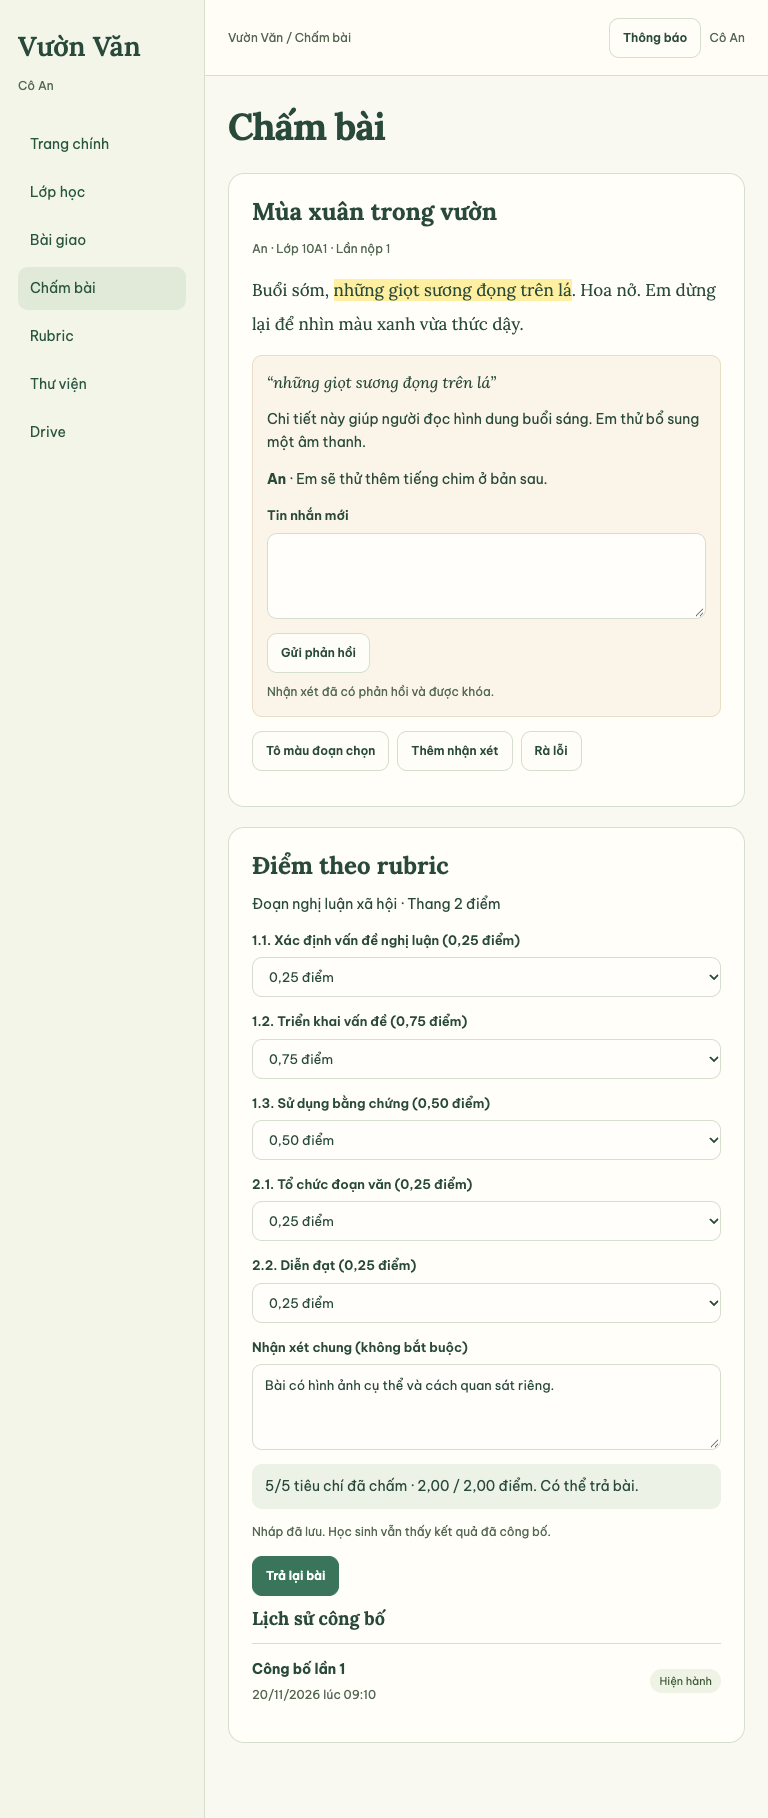 Vườn Văn
Cô An
Trang chính
Lớp học
Bài giao
Chấm bài
Rubric
Thư viện
Drive
Vườn Văn / Chấm bài
Thông báo
Cô An
Chấm bài
Mùa xuân trong vườn
An · Lớp 10A1 · Lần nộp 1
Buổi sớm, những giọt sương đọng trên lá. Hoa nở. Em dừng
lại để nhìn màu xanh vừa thức dậy.
“những giọt sương đọng trên lá”
Chi tiết này giúp người đọc hình dung buổi sáng. Em thử bổ sung
một âm thanh.
An · Em sẽ thử thêm tiếng chim ở bản sau.
Tin nhắn mới
Gửi phản hồi
Nhận xét đã có phản hồi và được khóa.
Tô màu đoạn chọn
Thêm nhận xét
Rà lỗi
Điểm theo rubric
Đoạn nghị luận xã hội · Thang 2 điểm
1.1. Xác định vấn đề nghị luận (0,25 điểm)
0,25 điểm
1.2. Triển khai vấn đề (0,75 điểm)
0,75 điểm
1.3. Sử dụng bằng chứng (0,50 điểm)
0,50 điểm
2.1. Tổ chức đoạn văn (0,25 điểm)
0,25 điểm
2.2. Diễn đạt (0,25 điểm)
0,25 điểm
Nhận xét chung (không bắt buộc)
Bài có hình ảnh cụ thể và cách quan sát riêng.
5/5 tiêu chí đã chấm · 2,00 / 2,00 điểm. Có thể trả bài.
Nháp đã lưu. Học sinh vẫn thấy kết quả đã công bố.
Trả lại bài
Lịch sử công bố
Công bố lần 1
20/11/2026 lúc 09:10
Hiện hành